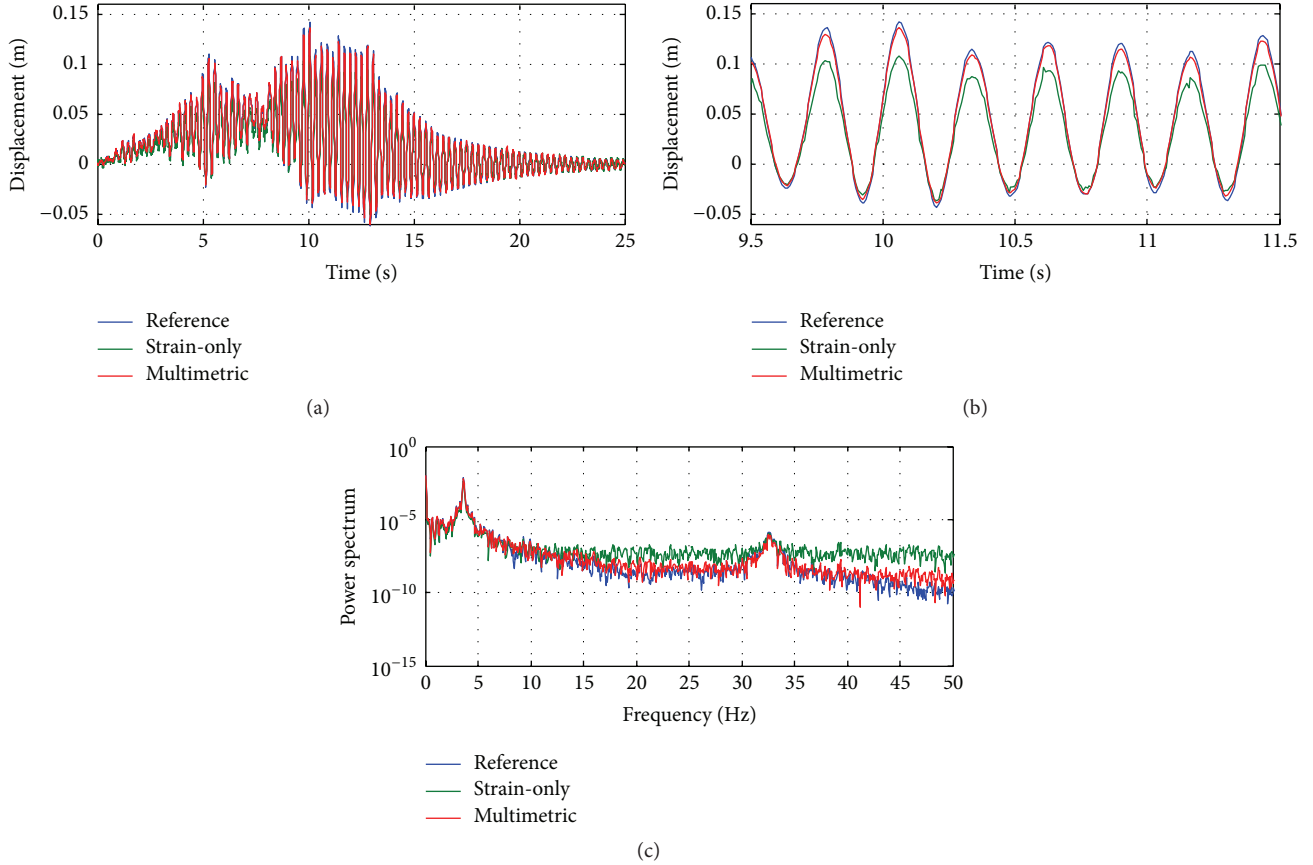 0.15
0.1
0.05
0
−0.05
Displacement (m)
0 5 10 15 20 25
Time (s)
Reference
Strain-only
Multimetric
(a)
0.15
0.1
0.05
0
−0.05
Displacement (m)
9.5 10 10.5 11 11.5
Time (s)
Reference
Strain-only
Multimetric
(b)
10^0
10^−5
10^−10
10^−15
Power spectrum
0 5 10 15 20 25 30 35 40 45 50
Frequency (Hz)
Reference
Strain-only
Multimetric
(c)